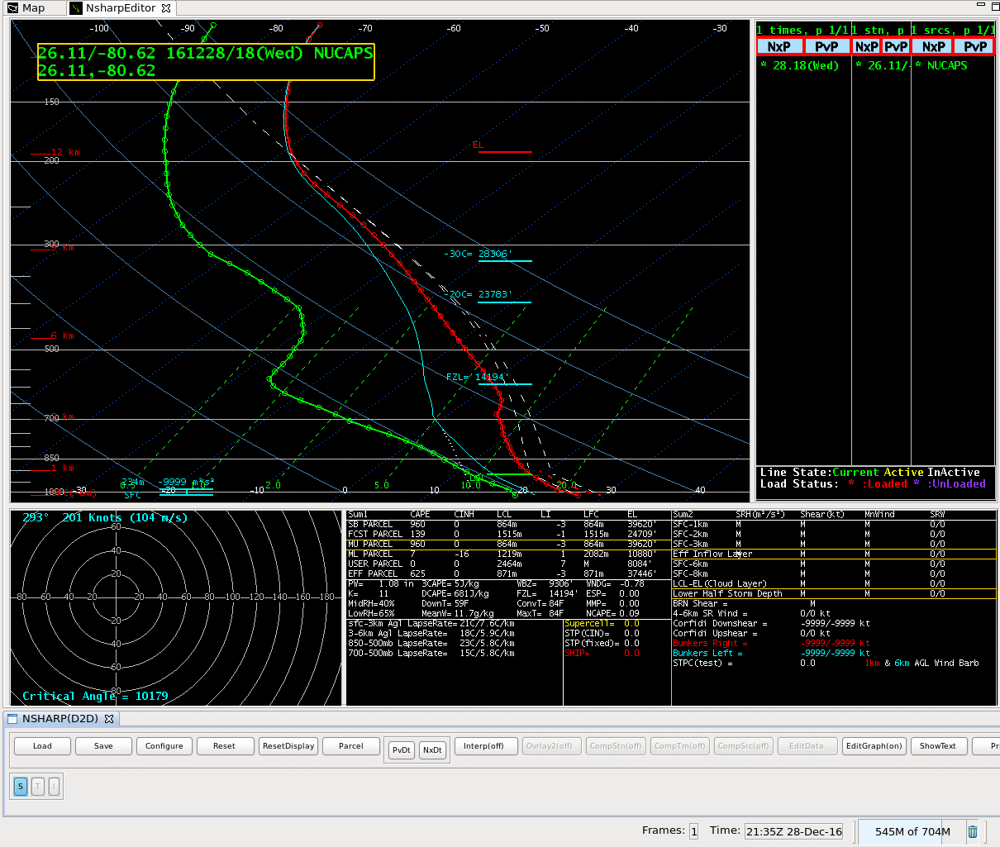 Map NsharpEditor
-100 -90 -80 -70 -60 -50 -40 -30
26.11/-80.62 161228/18(Wed) NUCAPS
26.11,-80.62
150
12 km
EL
200
300
km
-30C= 28306'
-20C= 23783'
6 km
500
FZL= 14194'
700
km
850
1 km
234m -9999 m²s²
0.5 1.0 2.0 5.0 10.0 20.0
1000 -30 -20 -10 0 10 20 30 40
SFC
1 times, p 1/1 1 stn, p 1 srcs, p 1/1
NxP PvP NxP PvP NxP PvP
* 28.18(Wed) * 26.11/- * NUCAPS
Line State:Current Active InActive
Load Status: * :Loaded * :UnLoaded
293° 201 Knots (104 m/s)
60
40
20
-80 -60 -40 -20 20 40 60 80 100 120 140 160 180
20
40
60
80
Critical Angle = 10179
Sum1 CAPE CINH LCL LI LFC EL
SB PARCEL 960 0 864m -3 864m 39620'
FCST PARCEL 139 0 1515m -1 1515m 24709'
MU PARCEL 960 0 864m -3 864m 39620'
ML PARCEL 7 -16 1219m 1 2082m 10880'
USER PARCEL 0 0 2464m 7 M 8084'
EFF PARCEL 625 0 871m -3 871m 37446'
PW= 1.08 in 3CAPE= 5J/kg WBZ= 9306' WNDG= -0.78
K= 11 DCAPE= 681J/kg FZL= 14194' ESP= 0.00
MidRH=40% DownT= 59F ConvT= 84F MMP= 0.00
LowRH=65% MeanW= 11.7g/kg MaxT= 84F NCAPE= 0.09
sfc-3km Agl LapseRate= 21C/7.6C/km
3-6km Agl LapseRate= 18C/5.9C/km
850-500mb LapseRate= 23C/5.8C/km
700-500mb LapseRate= 15C/5.8C/km
Supercell= 0.0
STP(CIN)= 0.0
STP(fixed)= 0.0
SHIP= 0.0
Sum2 SRH(m²/s²) Shear(kt) MnWind SRW
SFC-1km M M M 0/0
SFC-2km M M M 0/0
SFC-3km M M M 0/0
Eff Inflow Layer M M M 0/0
SFC-6km M M 0/0
SFC-8km M M 0/0
LCL-EL(Cloud Layer) M M 0/0
Lower Half Storm Depth M M 0/0
BRN Shear = M
4-6km SR Wind = 0/0 kt
Corfidi Downshear = -9999/-9999 kt
Corfidi Upshear = 0/0 kt
Bunkers Right = -9999/-9999 kt
Bunkers Left = -9999/-9999 kt
STPC(test) = 0.0 1km & 6km AGL Wind Barb
NSHARP(D2D)
Load Save Configure Reset ResetDisplay Parcel PvDt NxDt Interp(off) Ovrlay2(off) CompStn(off) CompTm(off) CompSrc(off) EditData EditGraph(on) ShowText Pr
S T I
Frames: 1 Time: 21:35Z 28-Dec-16 545M of 704M